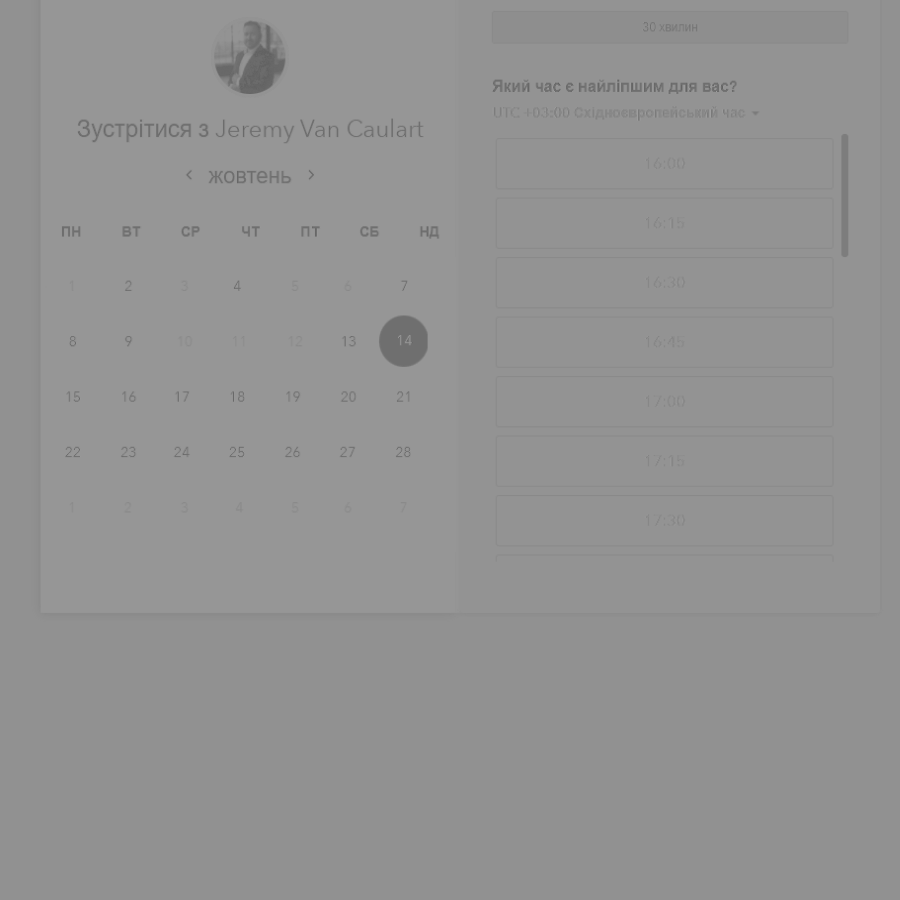 Зустрітися з Jeremy Van Caulart
жовтень
ПН ВТ СР ЧТ ПТ СБ НД
1 2 3 4 5 6 7
8 9 10 11 12 13 14
15 16 17 18 19 20 21
22 23 24 25 26 27 28
1 2 3 4 5 6 7
30 хвилин
Який час є найліпшим для вас?
UTC +03:00 Східноєвропейський час
16:00
16:15
16:30
16:45
17:00
17:15
17:30